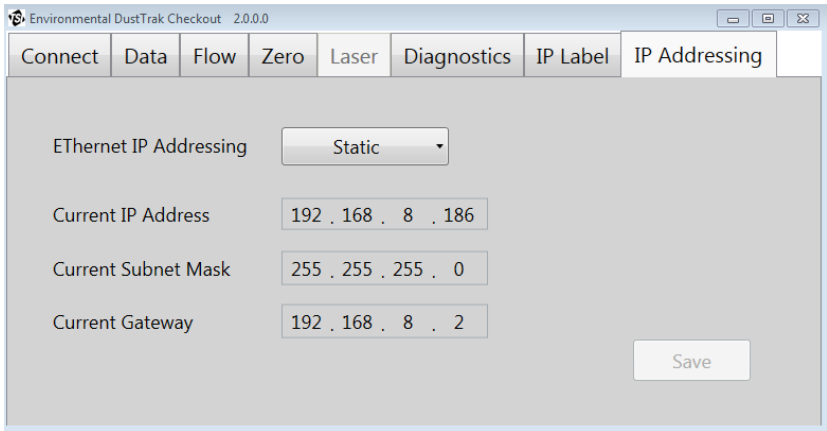 TSI Environmental DustTrak Checkout 2.0.0.0
Connect Data Flow Zero Laser Diagnostics IP Label IP Addressing
EThernet IP Addressing Static
Current IP Address 192 . 168 . 8 . 186
Current Subnet Mask 255 . 255 . 255 . 0
Current Gateway 192 . 168 . 8 . 2
Save